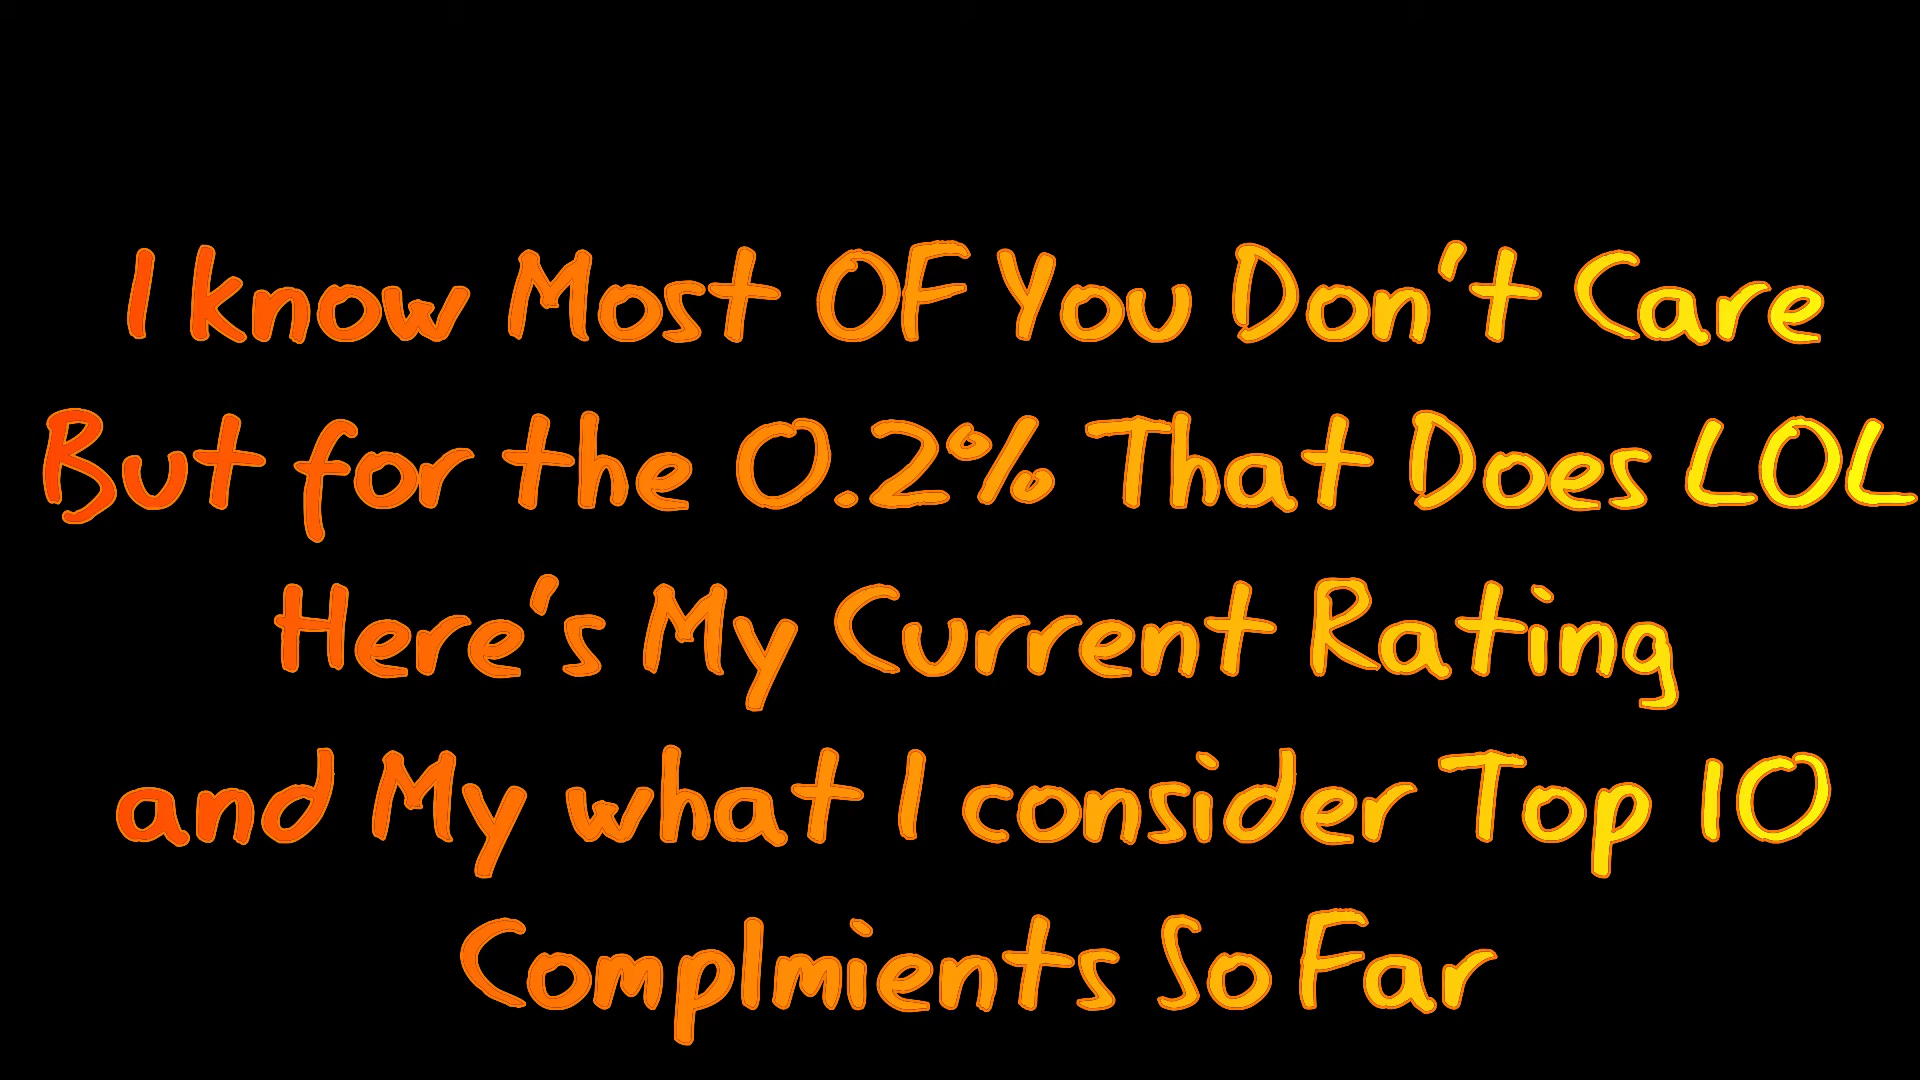 I know Most OF You Don't Care
But for the 0.2% That Does LOL
Here's My Current Rating
and My what I consider Top 10
Complmients So Far